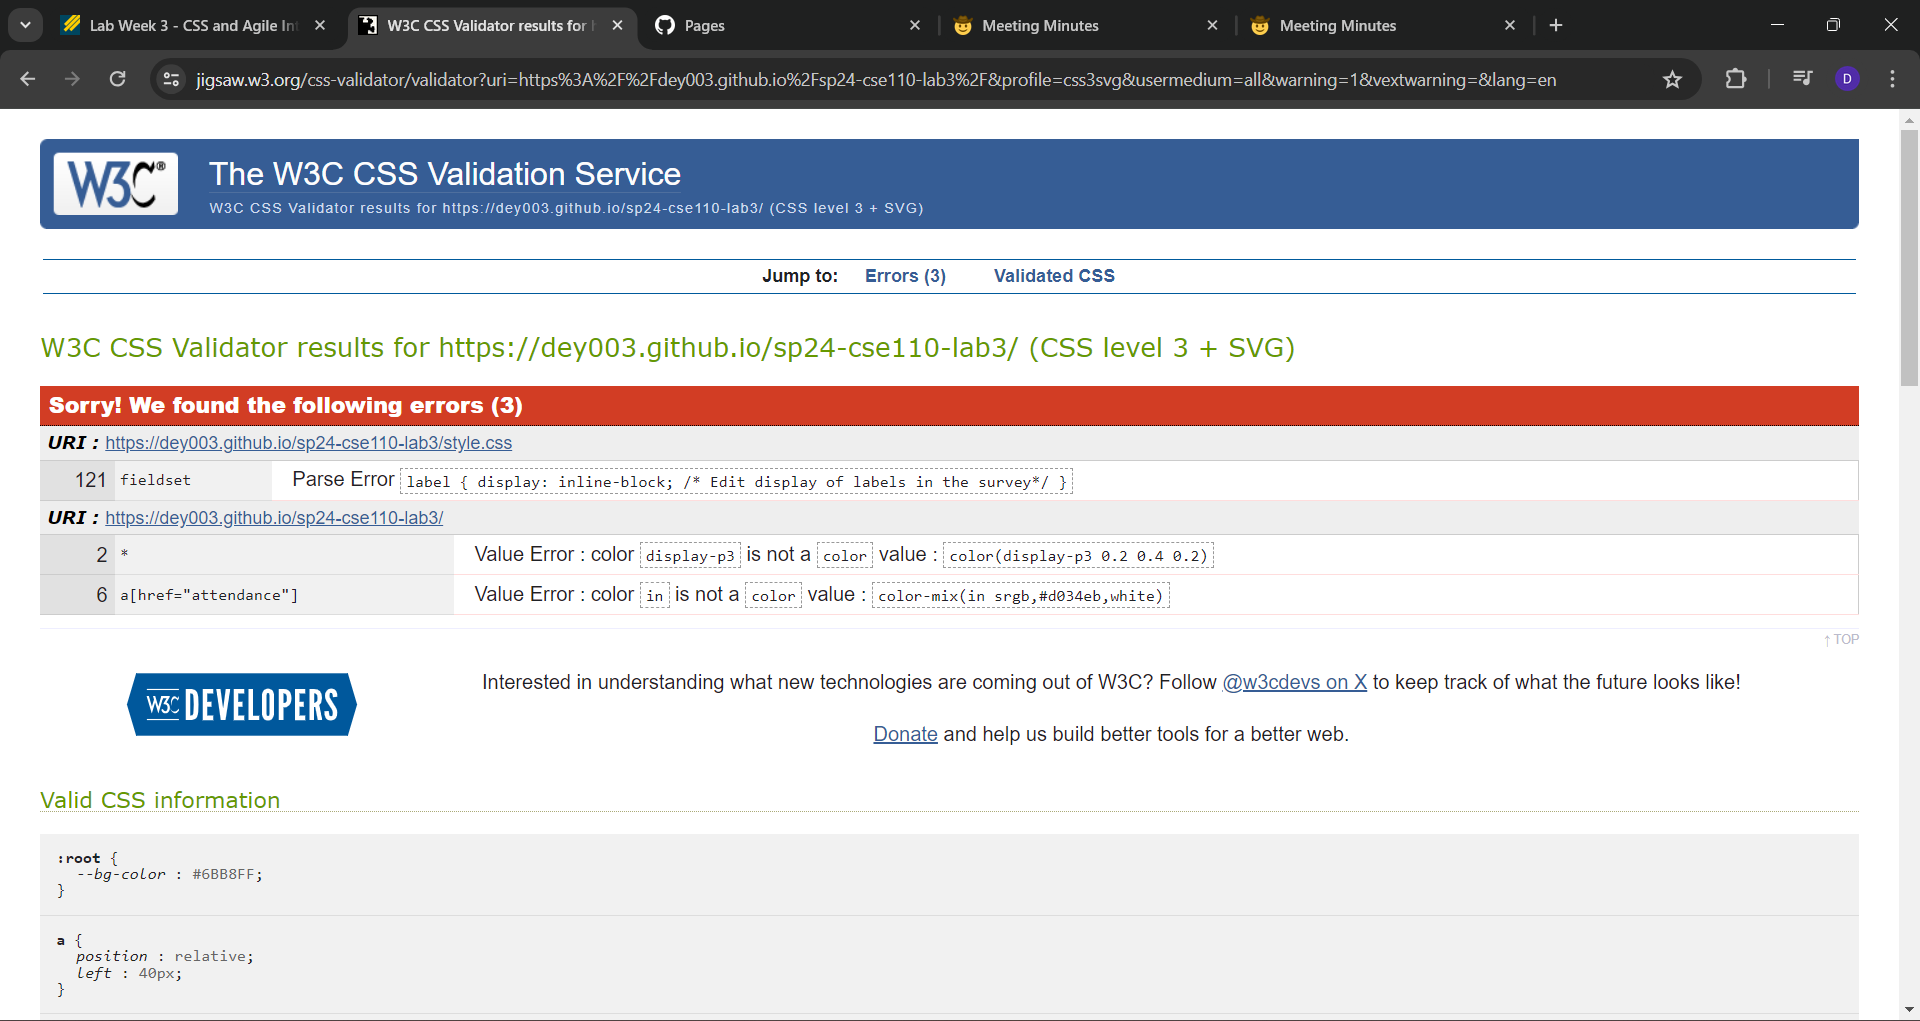 Lab Week 3 - CSS and Agile Int
W3C CSS Validator results for h
Pages
Meeting Minutes
Meeting Minutes
jigsaw.w3.org/css-validator/validator?uri=https%3A%2F%2Fdey003.github.io%2Fsp24-cse110-lab3%2F&profile=css3svg&usermedium=all&warning=1&vextwarning=&lang=en
D
W3C®
The W3C CSS Validation Service
W3C CSS Validator results for https://dey003.github.io/sp24-cse110-lab3/ (CSS level 3 + SVG)
Jump to: Errors (3) Validated CSS
W3C CSS Validator results for https://dey003.github.io/sp24-cse110-lab3/ (CSS level 3 + SVG)
Sorry! We found the following errors (3)
URI : https://dey003.github.io/sp24-cse110-lab3/style.css
121 fieldset Parse Error label { display: inline-block; /* Edit display of labels in the survey*/ }
URI : https://dey003.github.io/sp24-cse110-lab3/
2 * Value Error : color display-p3 is not a color value : color(display-p3 0.2 0.4 0.2)
6 a[href="attendance"] Value Error : color in is not a color value : color-mix(in srgb,#d034eb,white)
↑ TOP
W3C DEVELOPERS
Interested in understanding what new technologies are coming out of W3C? Follow @w3cdevs on X to keep track of what the future looks like!
Donate and help us build better tools for a better web.
Valid CSS information
:root {
--bg-color : #6BB8FF;
}
a {
position : relative;
left : 40px;
}